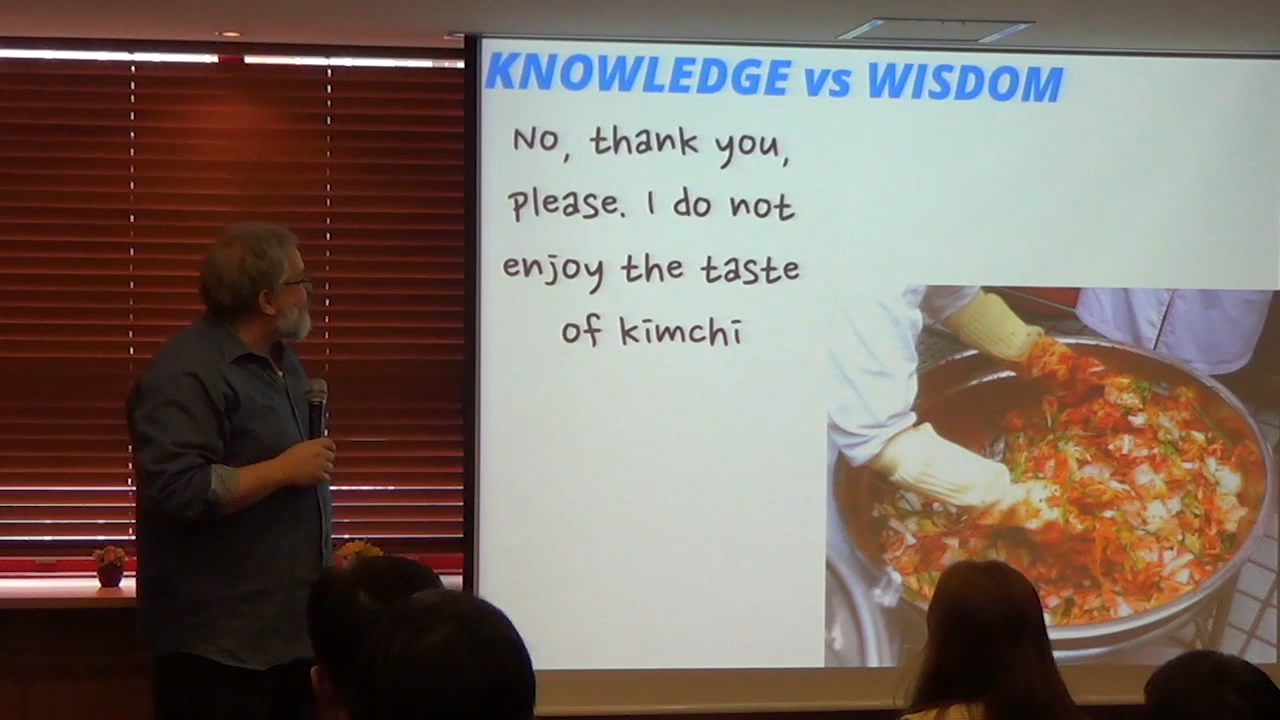 KNOWLEDGE vs WISDOM
No, thank you,
please. I do not
enjoy the taste
of kimchi